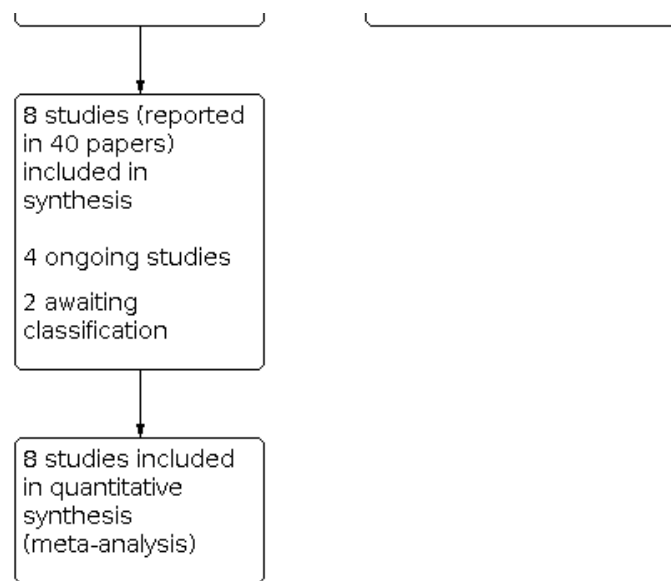 8 studies (reported
in 40 papers)
included in
synthesis
4 ongoing studies
2 awaiting
classification
8 studies included
in quantitative
synthesis
(meta-analysis)